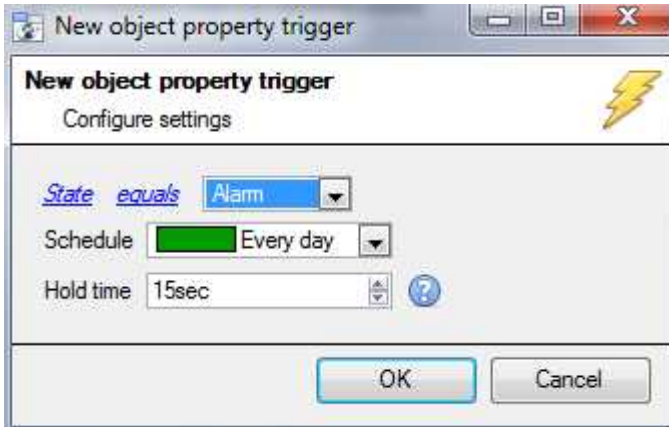 New object property trigger
New object property trigger
Configure settings
State equals Alarm
Schedule Every day
Hold time 15sec ?
OK Cancel